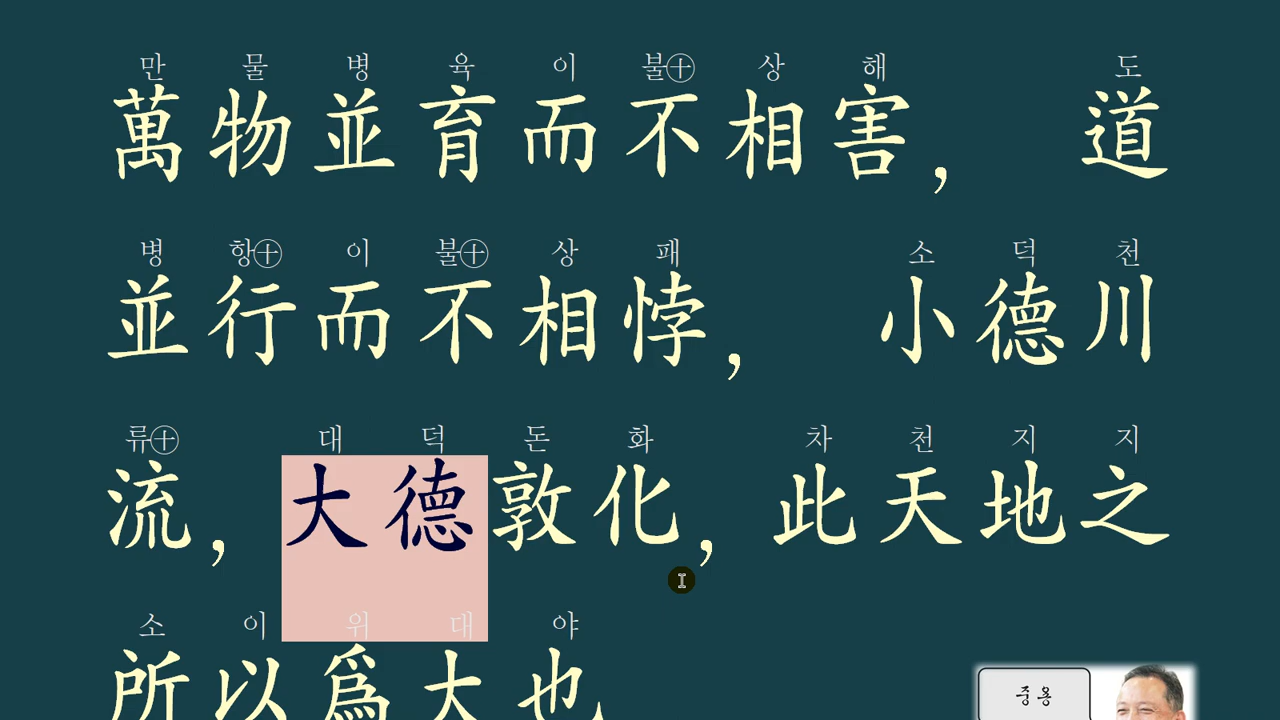 만 물 병 육 이 불㊉ 상 해 도
萬物並育而不相害, 道
병 항㊉ 이 불㊉ 상 패 소 덕 천
並行而不相悖, 小德川
류㊉ 대 덕 돈 화 차 천 지 지
流, 大德敦化, 此天地之
소 이 위 대 야
所以爲大也
중용